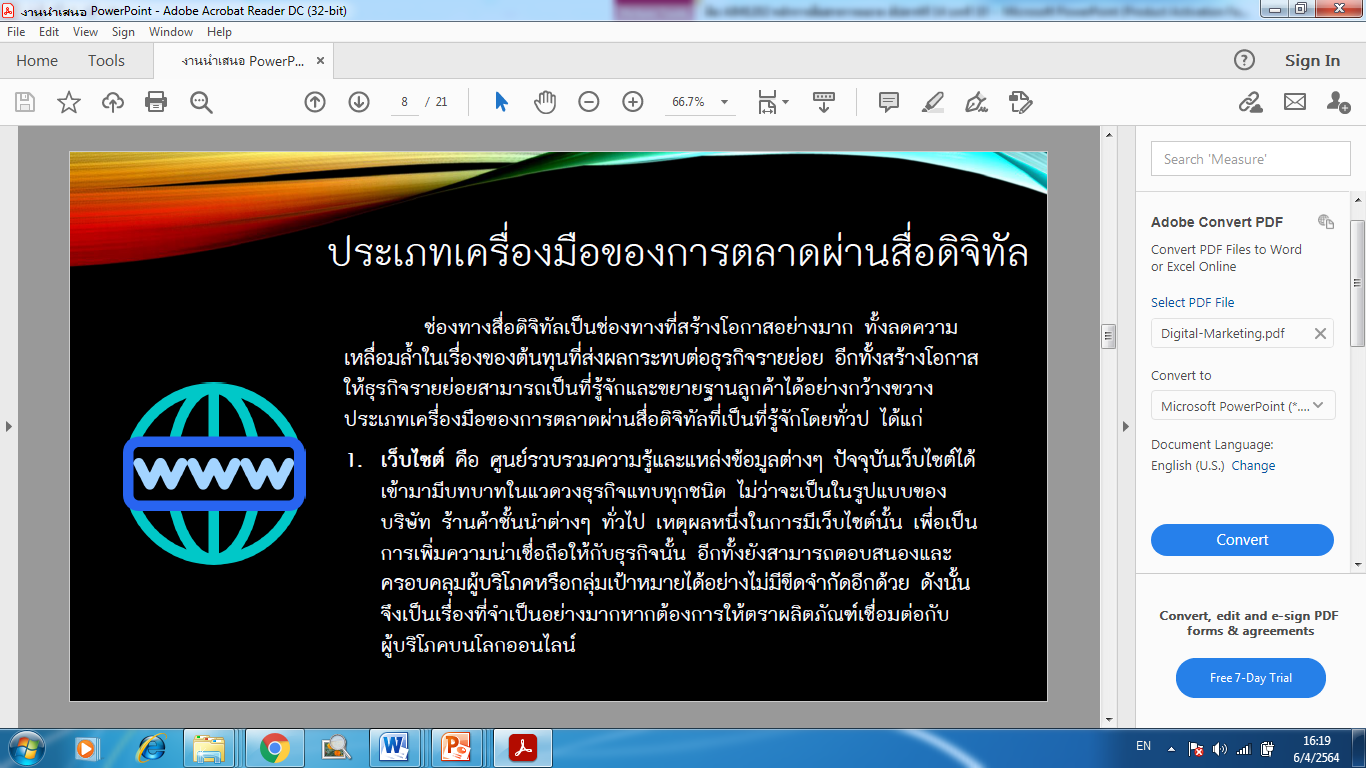 งานนำเสนอ PowerPoint - Adobe Acrobat Reader DC (32-bit)
File Edit View Sign Window Help
Home Tools งานนำเสนอ PowerP... × Sign In
8 / 21 66.7%
Search 'Measure'
Adobe Convert PDF
Convert PDF Files to Word
or Excel Online
Select PDF File
Digital-Marketing.pdf
Convert to
Microsoft PowerPoint (*....
Document Language:
English (U.S.) Change
Convert
Convert, edit and e-sign PDF
forms & agreements
Free 7-Day Trial
ประเภทเครื่องมือของการตลาดผ่านสื่อดิจิทัล
ช่องทางสื่อดิจิทัลเป็นช่องทางที่สร้างโอกาสอย่างมาก ทั้งลดความ
เหลื่อมล้ำในเรื่องของต้นทุนที่ส่งผลกระทบต่อธุรกิจรายย่อย อีกทั้งสร้างโอกาส
ให้ธุรกิจรายย่อยสามารถเป็นที่รู้จักและขยายฐานลูกค้าได้อย่างกว้างขวาง
ประเภทเครื่องมือของการตลาดผ่านสื่อดิจิทัลที่เป็นที่รู้จักโดยทั่วป ได้แก่
www
1. เว็บไซต์ คือ ศูนย์รวบรวมความรู้และแหล่งข้อมูลต่างๆ ปัจจุบันเว็บไซต์ได้
เข้ามามีบทบาทในแวดวงธุรกิจแทบทุกชนิด ไม่ว่าจะเป็นในรูปแบบของ
บริษัท ร้านค้าชั้นนำต่างๆ ทั่วไป เหตุผลหนึ่งในการมีเว็บไซต์นั้น เพื่อเป็น
การเพิ่มความน่าเชื่อถือให้กับธุรกิจนั้น อีกทั้งยังสามารถตอบสนองและ
ครอบคลุมผู้บริโภคหรือกลุ่มเป้าหมายได้อย่างไม่มีขีดจำกัดอีกด้วย ดังนั้น
จึงเป็นเรื่องที่จำเป็นอย่างมากหากต้องการให้ตราผลิตภัณฑ์เชื่อมต่อกับ
ผู้บริโภคบนโลกออนไลน์
EN 16:19
6/4/2564